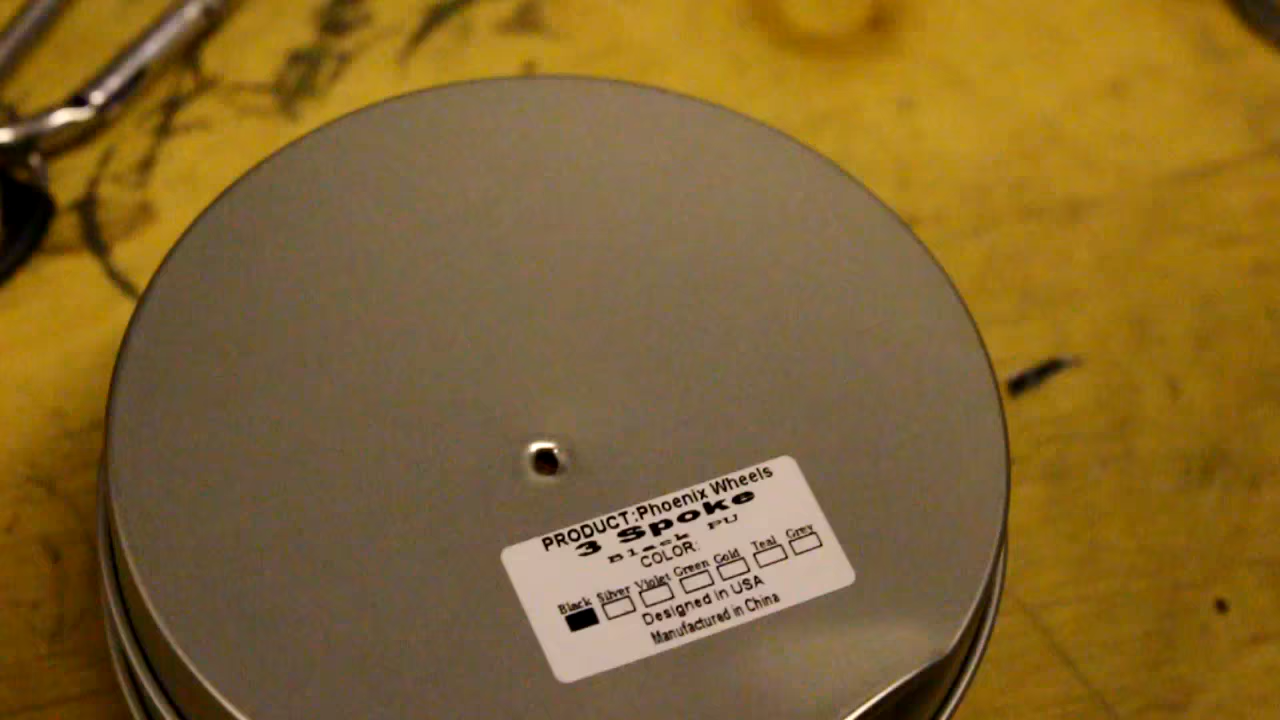 PRODUCT:Phoenix Wheels
3 Spoke
Black PU
COLOR:
Black Silver Violet Green Gold Teal Grey
Designed in USA
Manufactured in China